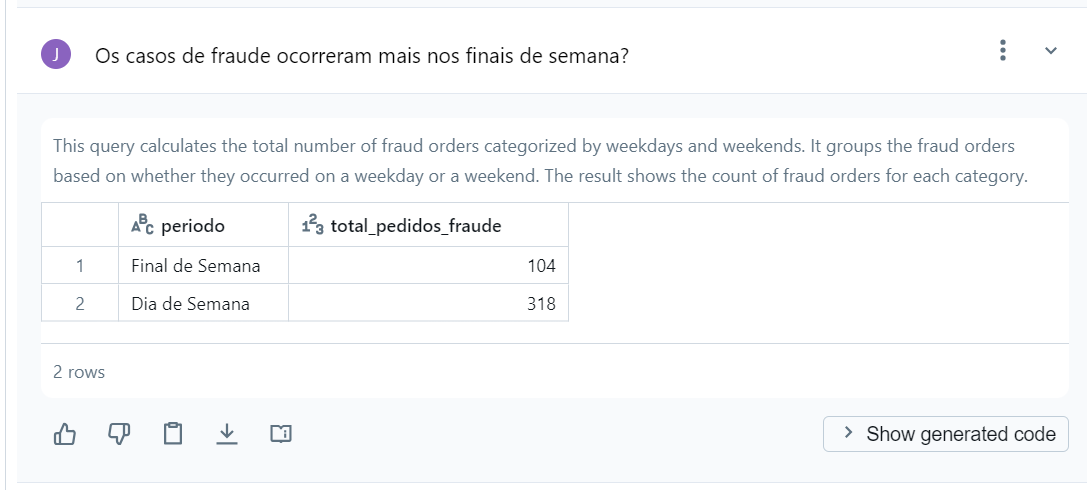 J
Os casos de fraude ocorreram mais nos finais de semana?
This query calculates the total number of fraud orders categorized by weekdays and weekends. It groups the fraud orders
based on whether they occurred on a weekday or a weekend. The result shows the count of fraud orders for each category.
ABC periodo 123 total_pedidos_fraude
1 Final de Semana 104
2 Dia de Semana 318
2 rows
Show generated code